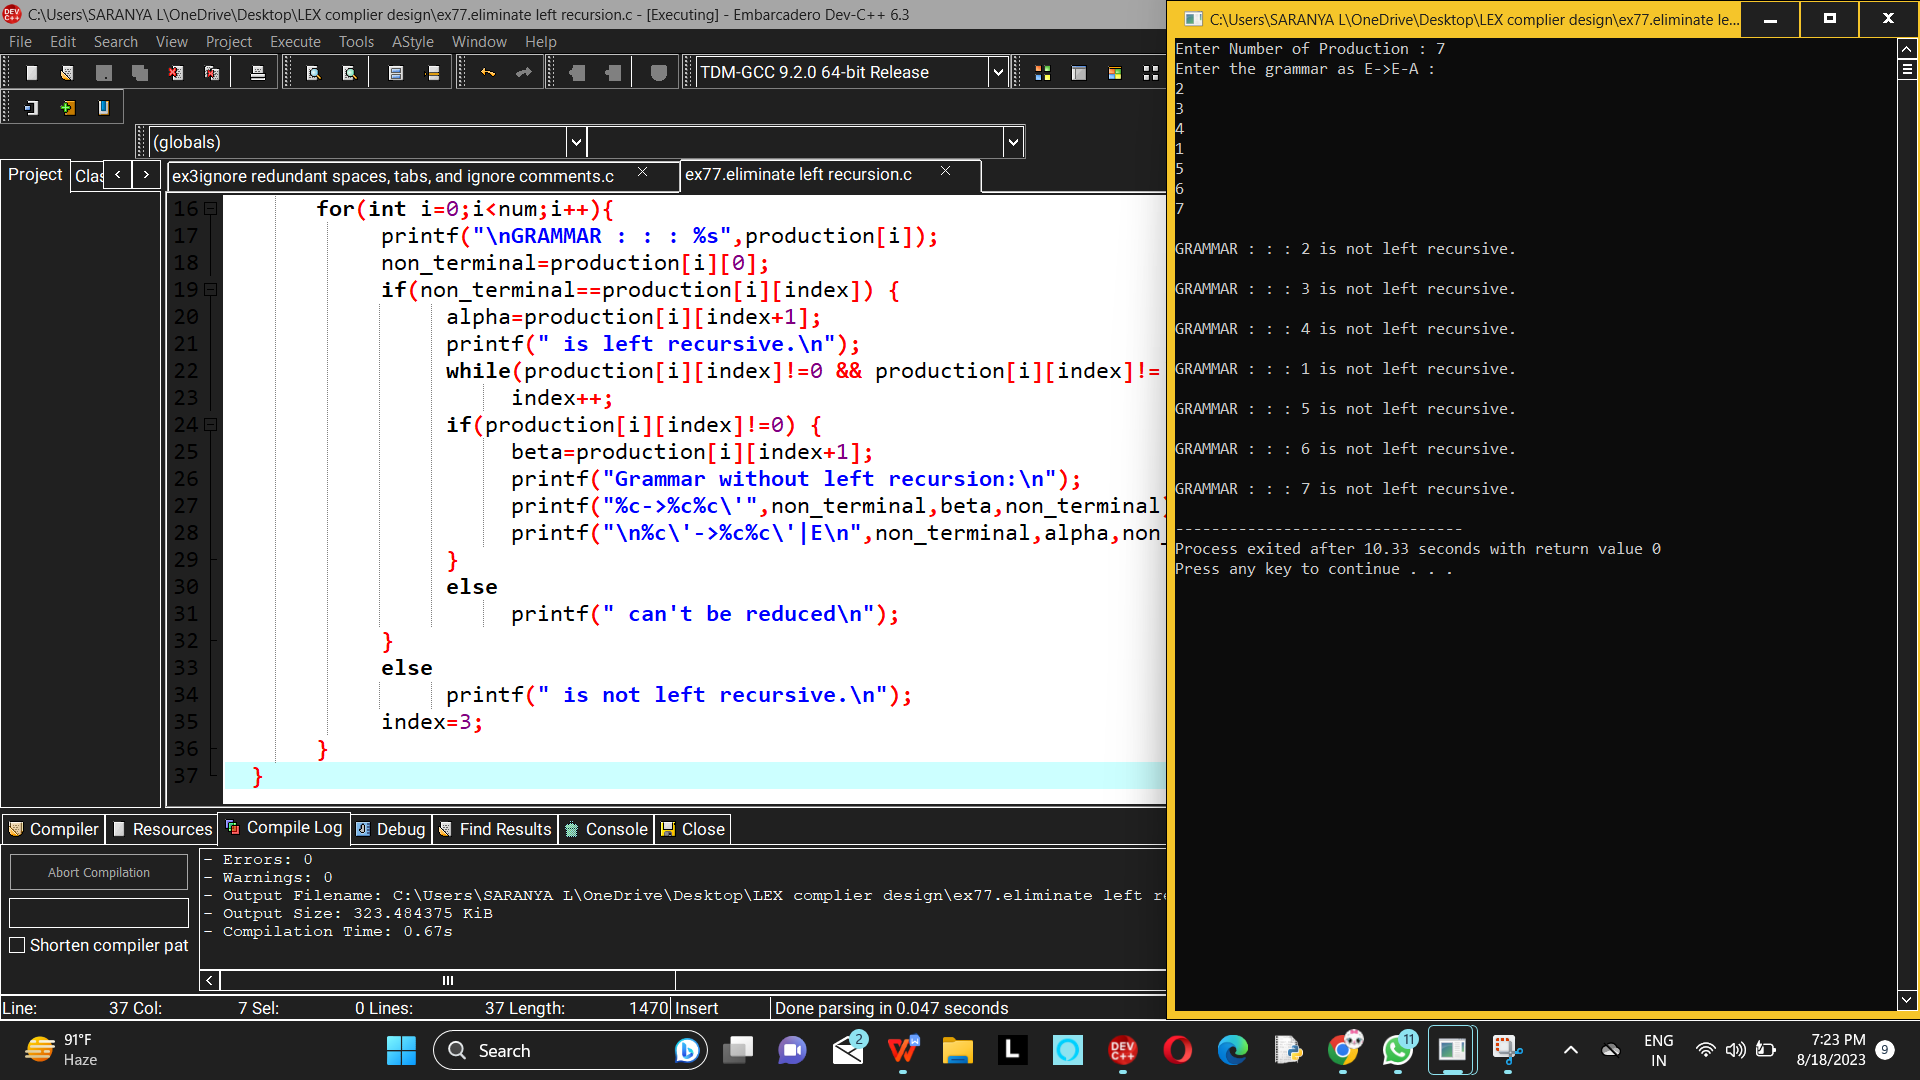 C:\Users\SARANYA L\OneDrive\Desktop\LEX complier design\ex77.eliminate left recursion.c - [Executing] - Embarcadero Dev-C++ 6.3
File Edit Search View Project Execute Tools AStyle Window Help
TDM-GCC 9.2.0 64-bit Release
(globals)
Project Clas
ex3ignore redundant spaces, tabs, and ignore comments.c
ex77.eliminate left recursion.c
16 for(int i=0;i<num;i++){
17 printf("\nGRAMMAR : : : %s",production[i]);
18 non_terminal=production[i][0];
19 if(non_terminal==production[i][index]) {
20 alpha=production[i][index+1];
21 printf(" is left recursive.\n");
22 while(production[i][index]!=0 && production[i][index]!=
23 index++;
24 if(production[i][index]!=0) {
25 beta=production[i][index+1];
26 printf("Grammar without left recursion:\n");
27 printf("%c->%c%c\'",non_terminal,beta,non_terminal)
28 printf("\n%c\'->%c%c\'|E\n",non_terminal,alpha,non_
29 }
30 else
31 printf(" can't be reduced\n");
32 }
33 else
34 printf(" is not left recursive.\n");
35 index=3;
36 }
37 }
Compiler Resources Compile Log Debug Find Results Console Close
Abort Compilation
Shorten compiler pat
- Errors: 0
- Warnings: 0
- Output Filename: C:\Users\SARANYA L\OneDrive\Desktop\LEX complier design\ex77.eliminate left re
- Output Size: 323.484375 KiB
- Compilation Time: 0.67s
Line: 37 Col: 7 Sel: 0 Lines: 37 Length: 1470 Insert Done parsing in 0.047 seconds
C:\Users\SARANYA L\OneDrive\Desktop\LEX complier design\ex77.eliminate le...
Enter Number of Production : 7
Enter the grammar as E->E-A :
2
3
4
1
5
6
7
GRAMMAR : : : 2 is not left recursive.
GRAMMAR : : : 3 is not left recursive.
GRAMMAR : : : 4 is not left recursive.
GRAMMAR : : : 1 is not left recursive.
GRAMMAR : : : 5 is not left recursive.
GRAMMAR : : : 6 is not left recursive.
GRAMMAR : : : 7 is not left recursive.
--------------------------------
Process exited after 10.33 seconds with return value 0
Press any key to continue . . .
91°F
Haze
Search
2
L
DEV C++
11
ENG
IN
7:23 PM
8/18/2023
9